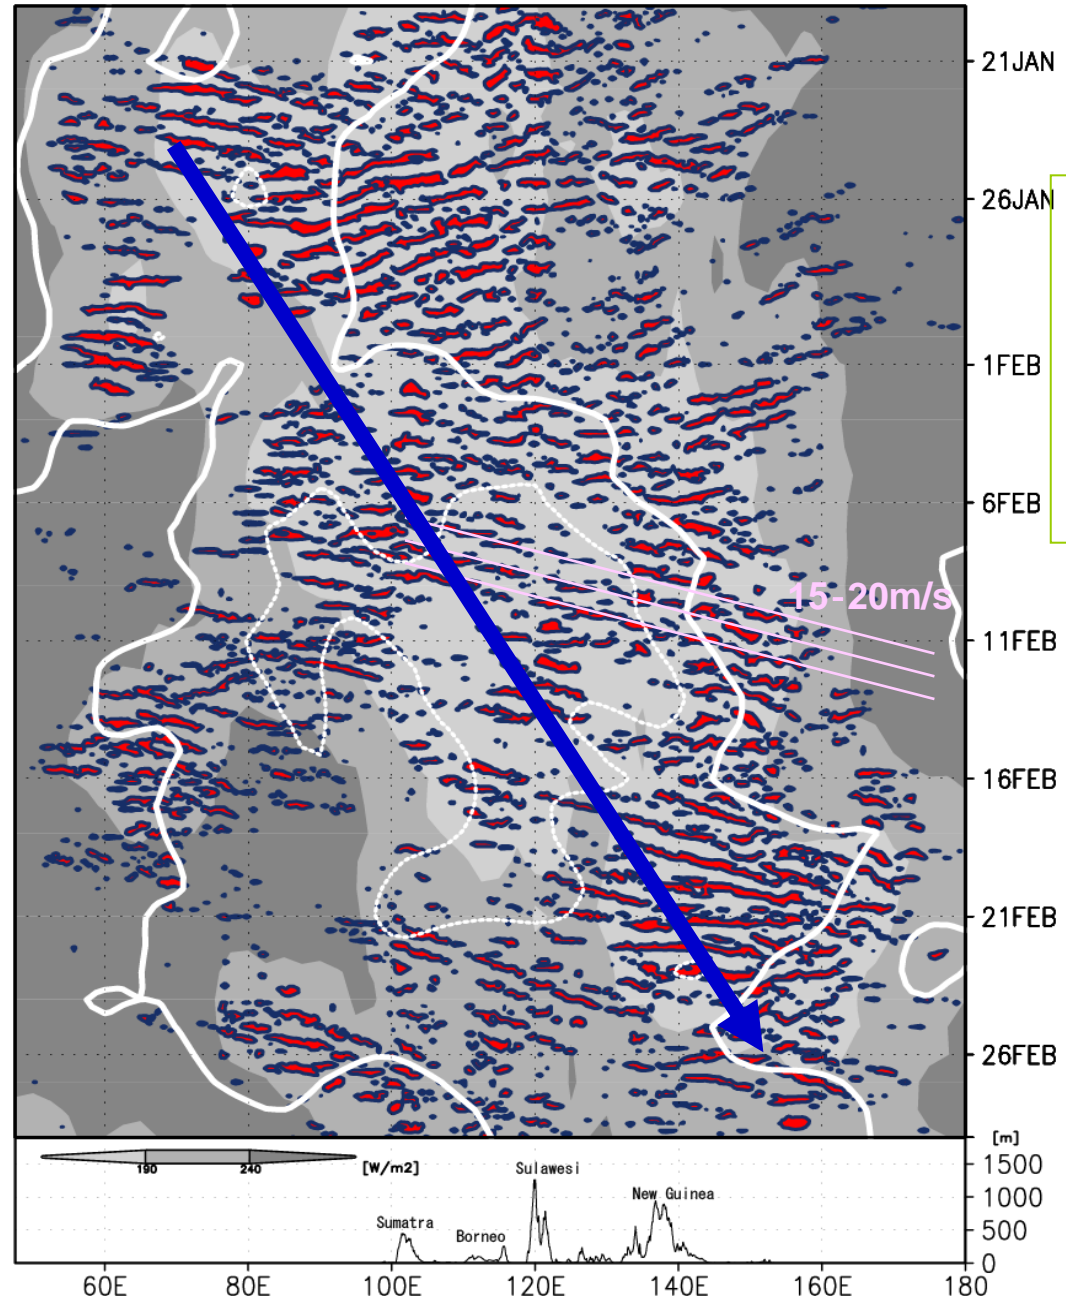 21JAN
26JAN
1FEB
6FEB
15-20m/s
11FEB
16FEB
21FEB
26FEB
[m]
190 240 [W/m2]
Sulawesi
1500
New Guinea
1000
Sumatra
Borneo
500
0
60E 80E 100E 120E 140E 160E 180